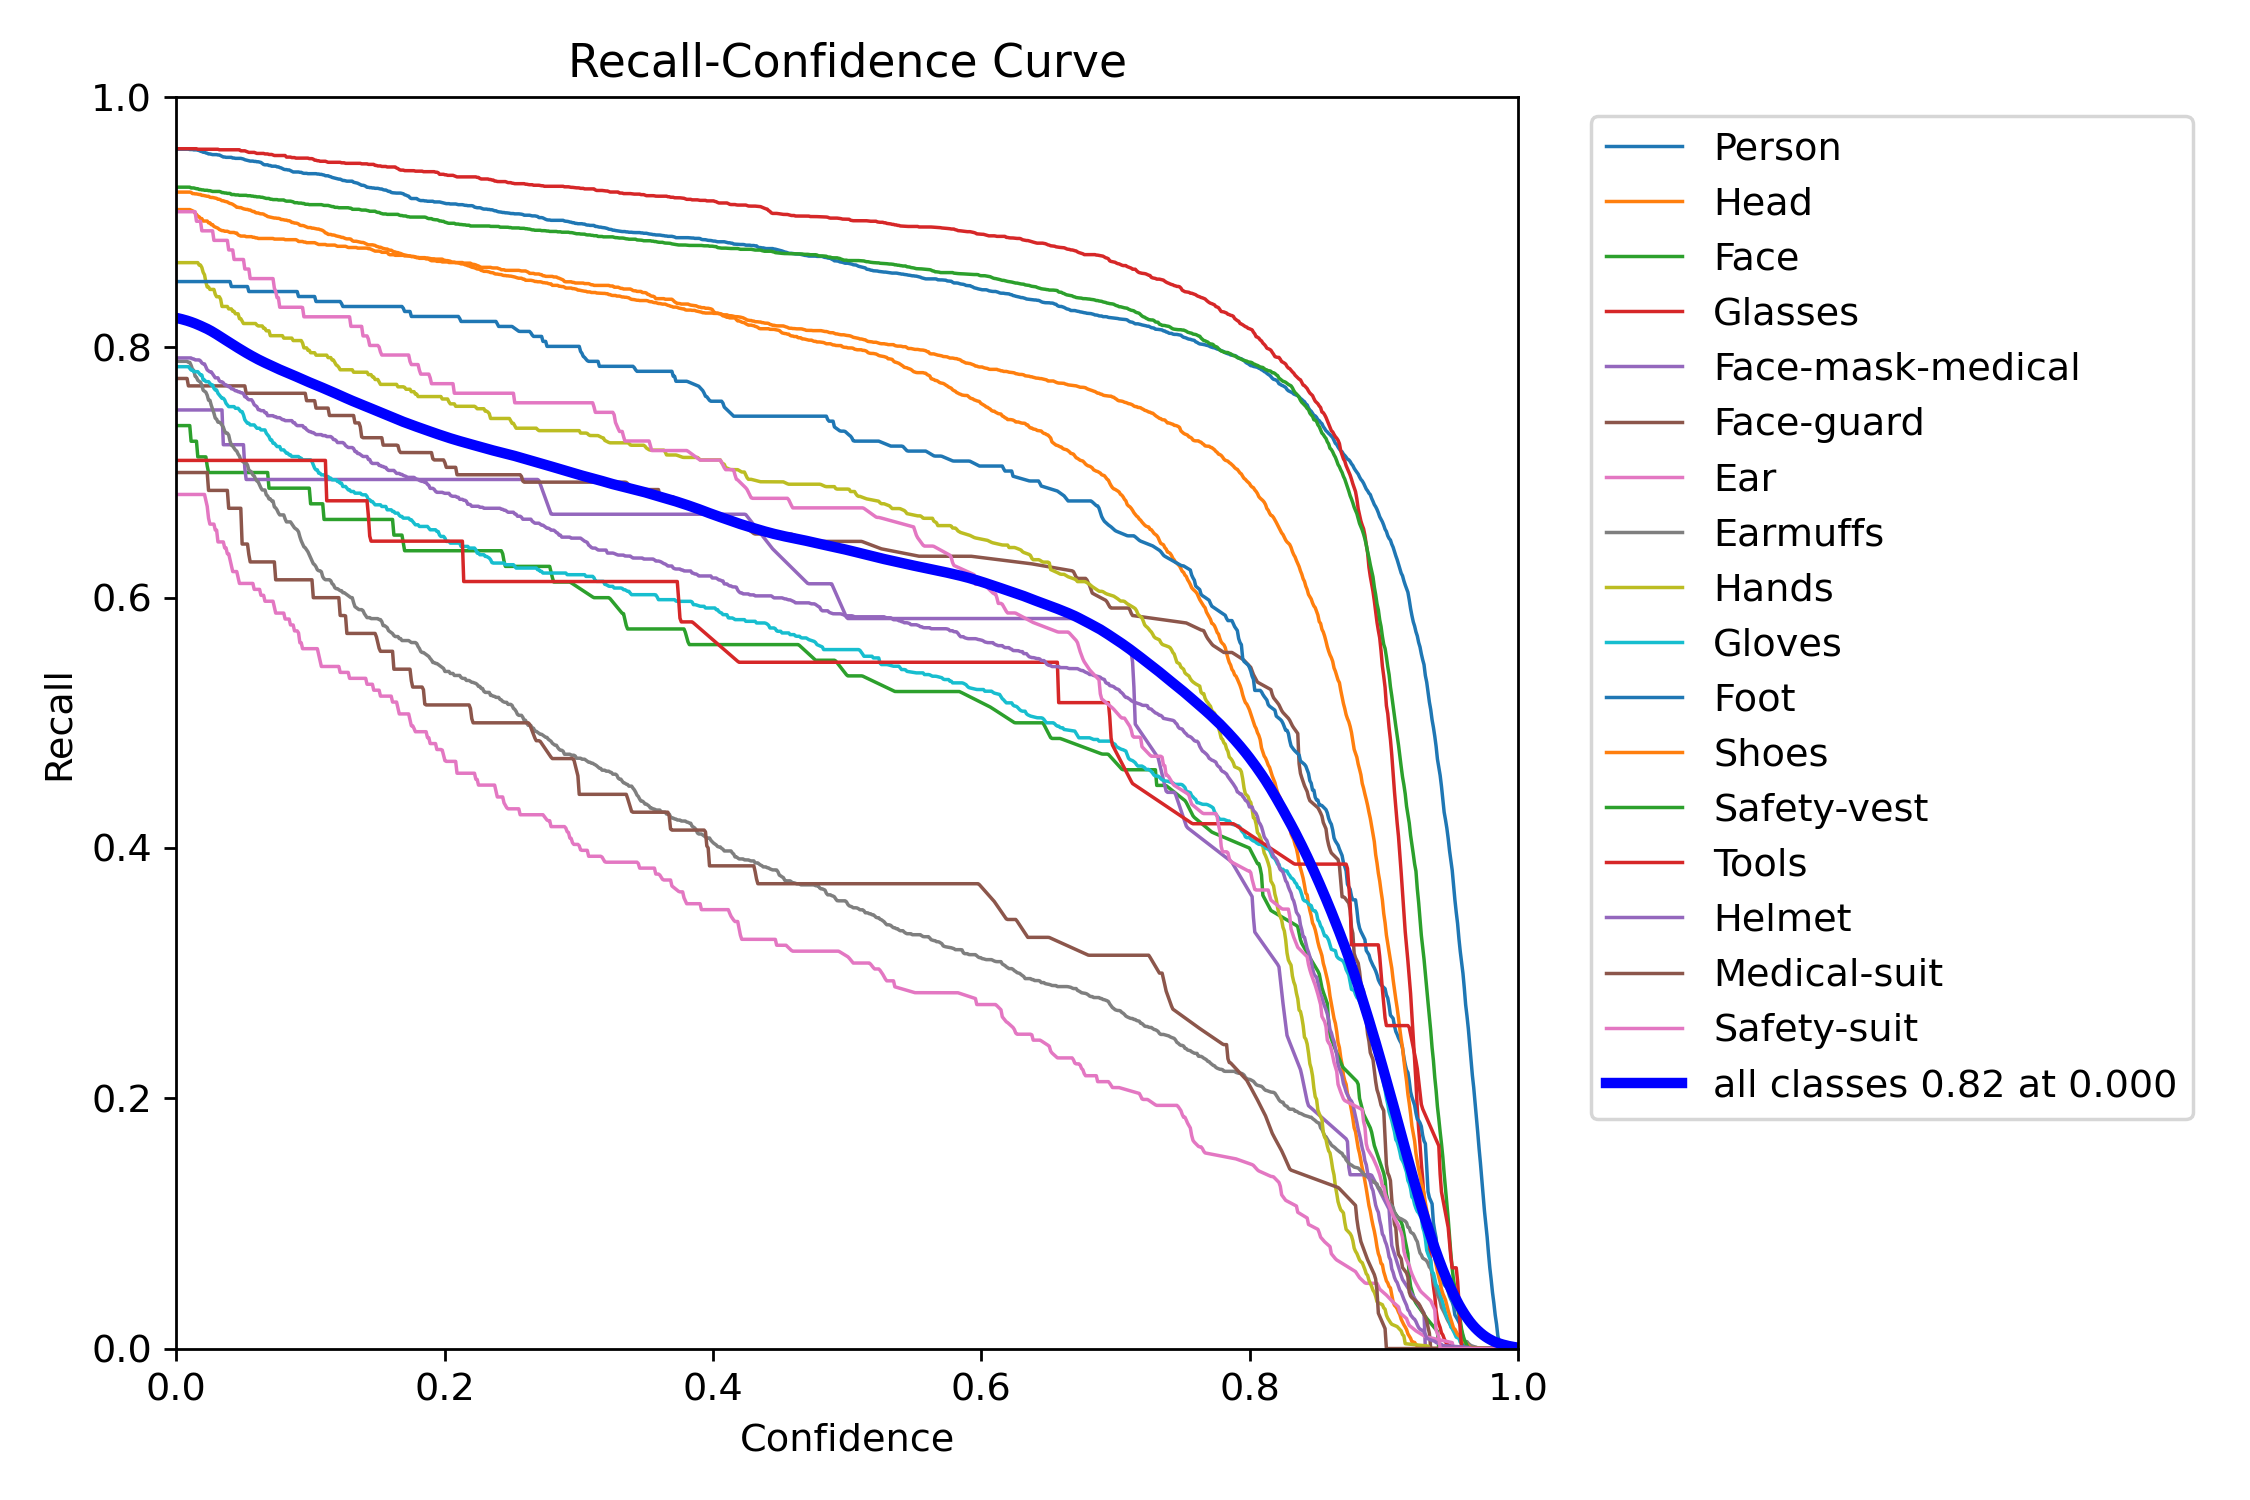 Recall-Confidence Curve
1.0
0.8
0.6
0.4
0.2
0.0
Recall
0.0 0.2 0.4 0.6 0.8 1.0
Confidence
Person
Head
Face
Glasses
Face-mask-medical
Face-guard
Ear
Earmuffs
Hands
Gloves
Foot
Shoes
Safety-vest
Tools
Helmet
Medical-suit
Safety-suit
all classes 0.82 at 0.000